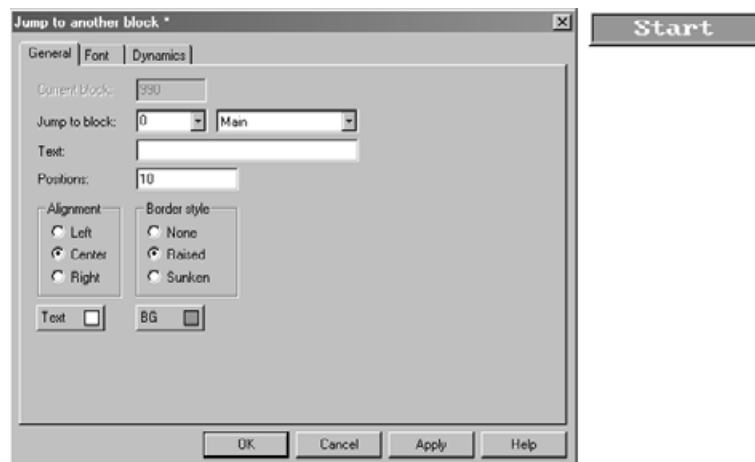 Jump to another block *
Start
General Font Dynamics
Current block: 990
Jump to block: 0 Main
Text:
Positions: 10
Alignment Border style
Left None
Center Raised
Right Sunken
Text BG
OK Cancel Apply Help